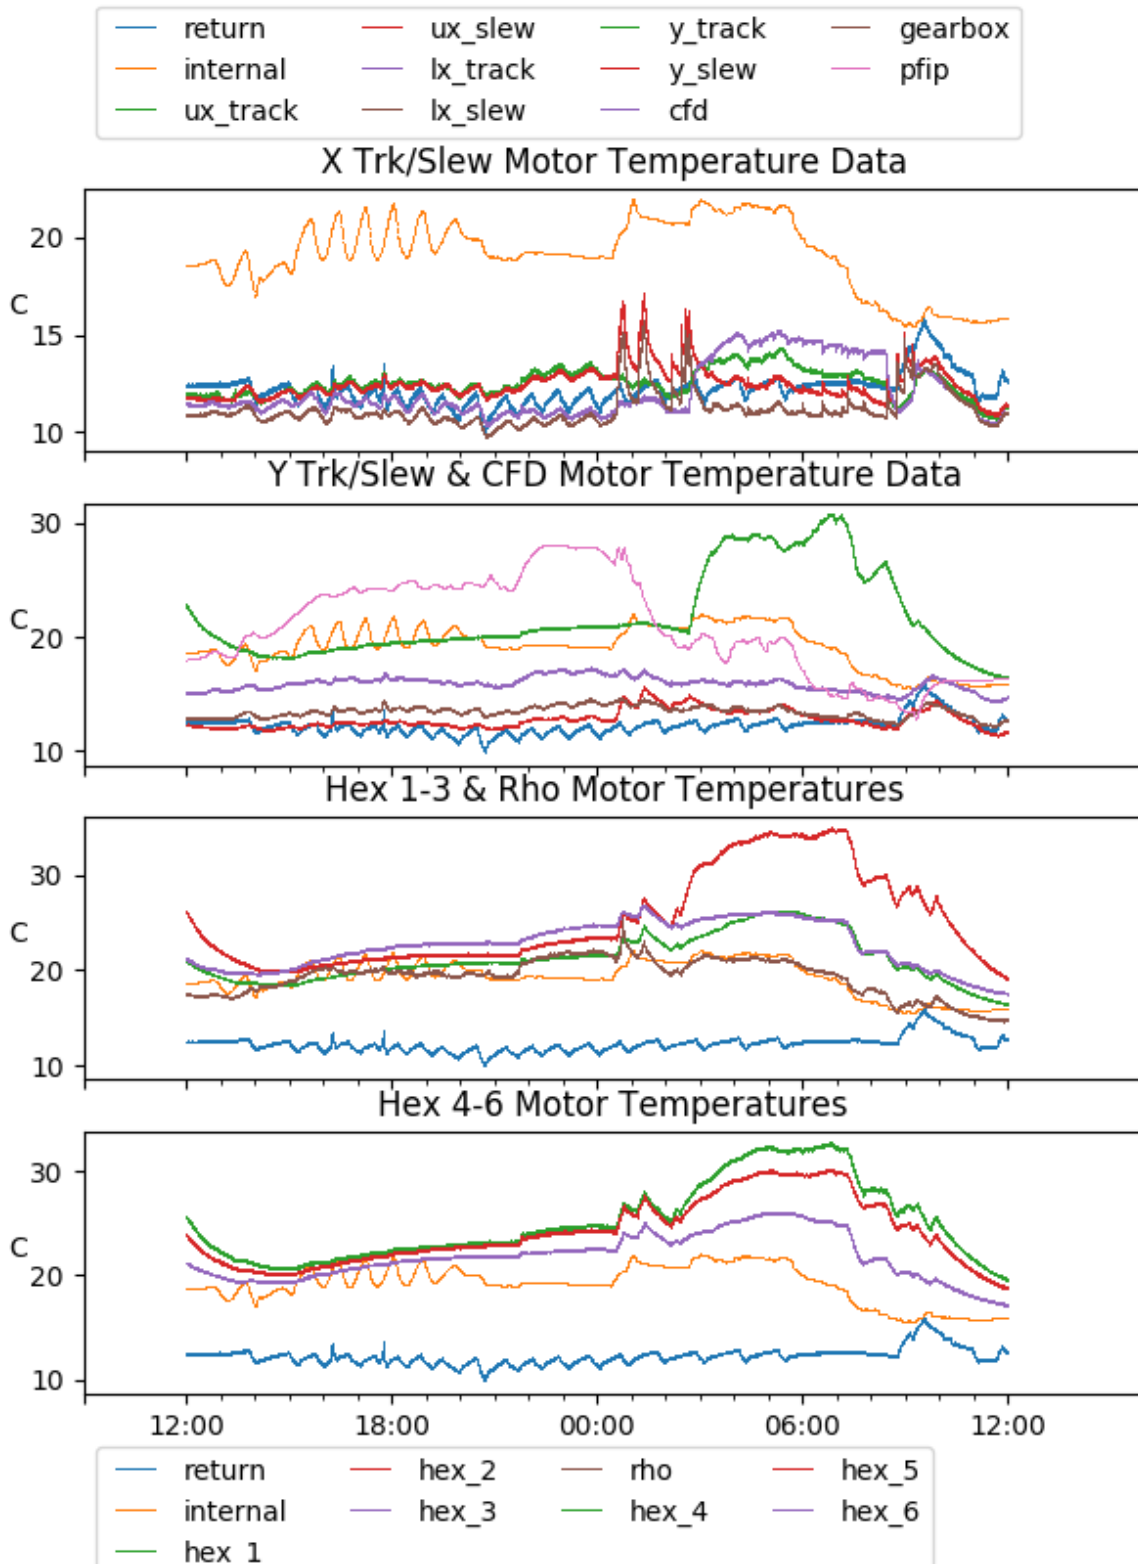 return ux_slew y_track gearbox
internal lx_track y_slew pfip
ux_track lx_slew cfd
X Trk/Slew Motor Temperature Data
20
C
15
10
Y Trk/Slew & CFD Motor Temperature Data
30
C
20
10
Hex 1-3 & Rho Motor Temperatures
30
C
20
10
Hex 4-6 Motor Temperatures
30
C
20
10
12:00 18:00 00:00 06:00 12:00
return hex_2 rho hex_5
internal hex_3 hex_4 hex_6
hex_1